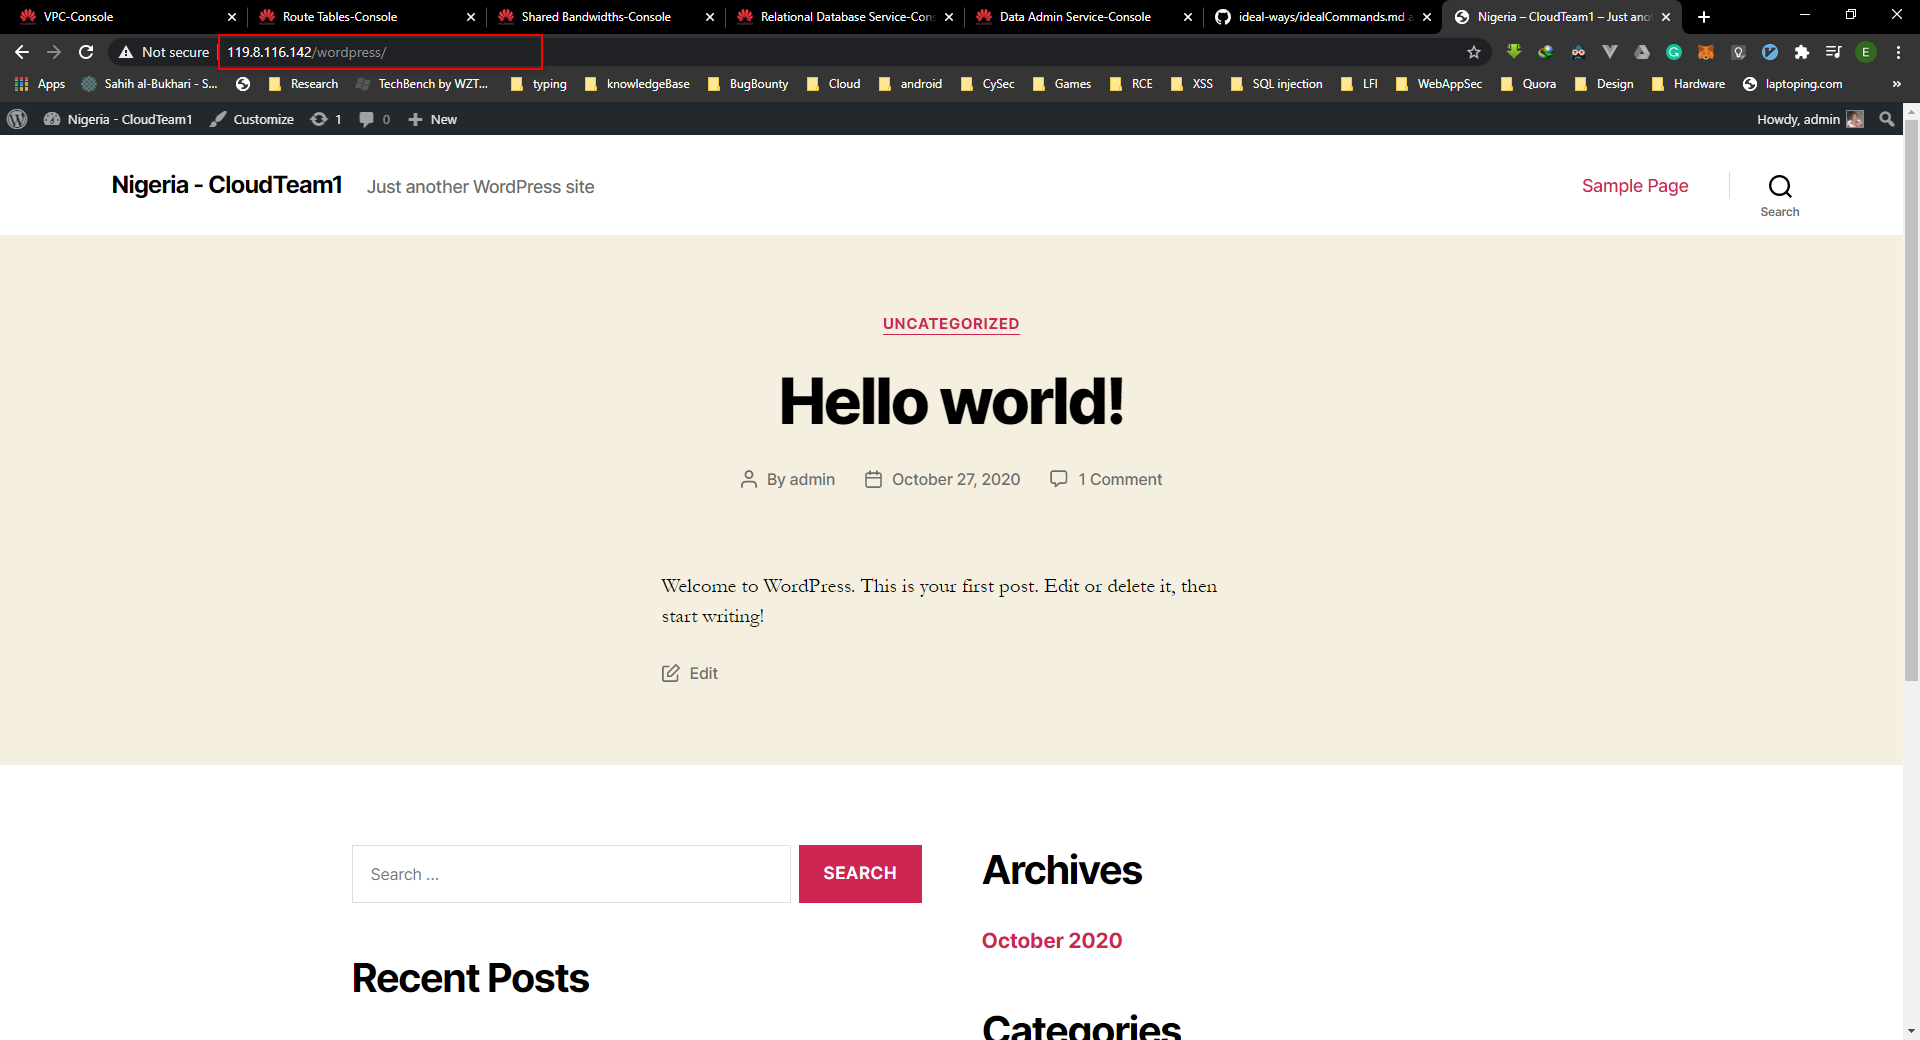 VPC-Console
Route Tables-Console
Shared Bandwidths-Console
Relational Database Service-Cons
Data Admin Service-Console
ideal-ways/idealCommands.md a
Nigeria – CloudTeam1 – Just ano
Not secure
119.8.116.142/wordpress/
E
Apps
Sahih al-Bukhari - S...
Research
TechBench by WZT...
typing
knowledgeBase
BugBounty
Cloud
android
CySec
Games
RCE
XSS
SQL injection
LFI
WebAppSec
Quora
Design
Hardware
laptoping.com
»
Nigeria - CloudTeam1
Customize
1
0
New
Howdy, admin
Nigeria - CloudTeam1
Just another WordPress site
Sample Page
Search
UNCATEGORIZED
Hello world!
By admin
October 27, 2020
1 Comment
Welcome to WordPress. This is your first post. Edit or delete it, then
start writing!
Edit
Search …
SEARCH
Archives
October 2020
Recent Posts
Categories